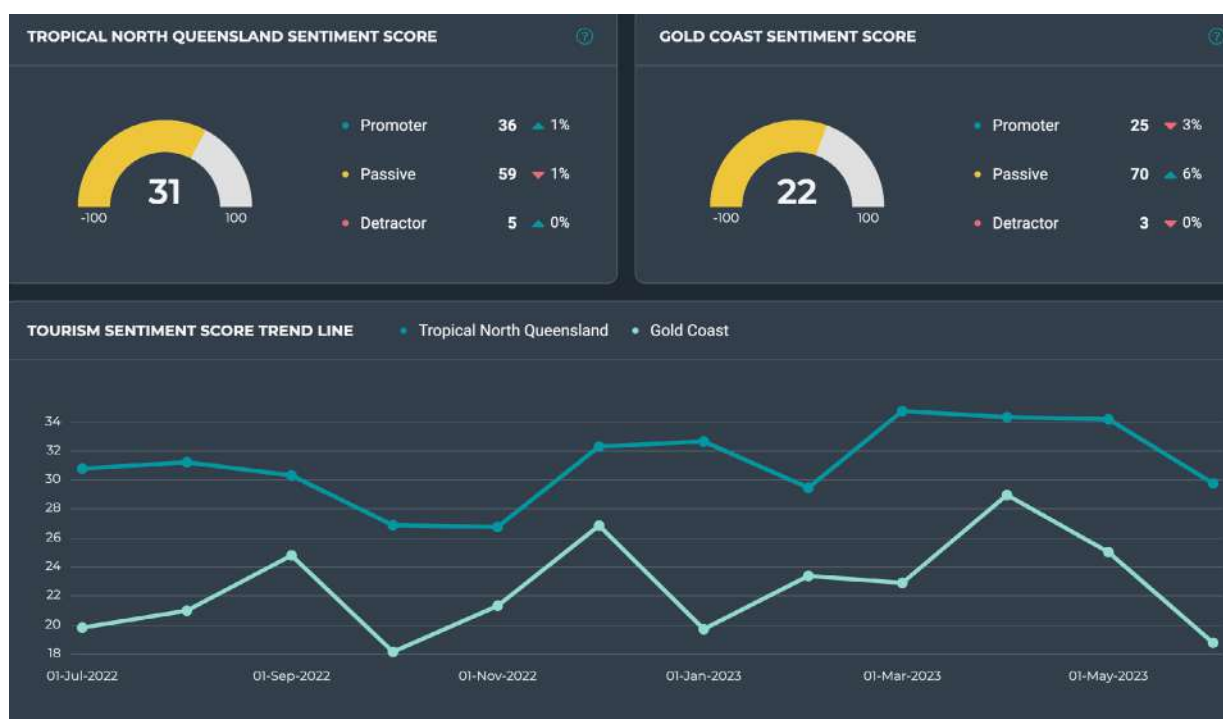 TROPICAL NORTH QUEENSLAND SENTIMENT SCORE ?
31
-100 100
Promoter 36 1%
Passive 59 1%
Detractor 5 0%
GOLD COAST SENTIMENT SCORE ?
22
-100 100
Promoter 25 3%
Passive 70 6%
Detractor 3 0%
TOURISM SENTIMENT SCORE TREND LINE Tropical North Queensland Gold Coast
34
32
30
28
26
24
22
20
18
01-Jul-2022 01-Sep-2022 01-Nov-2022 01-Jan-2023 01-Mar-2023 01-May-2023